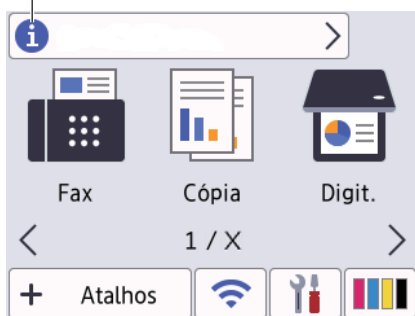 i
Fax Cópia Digit.
1 / X
+ Atalhos